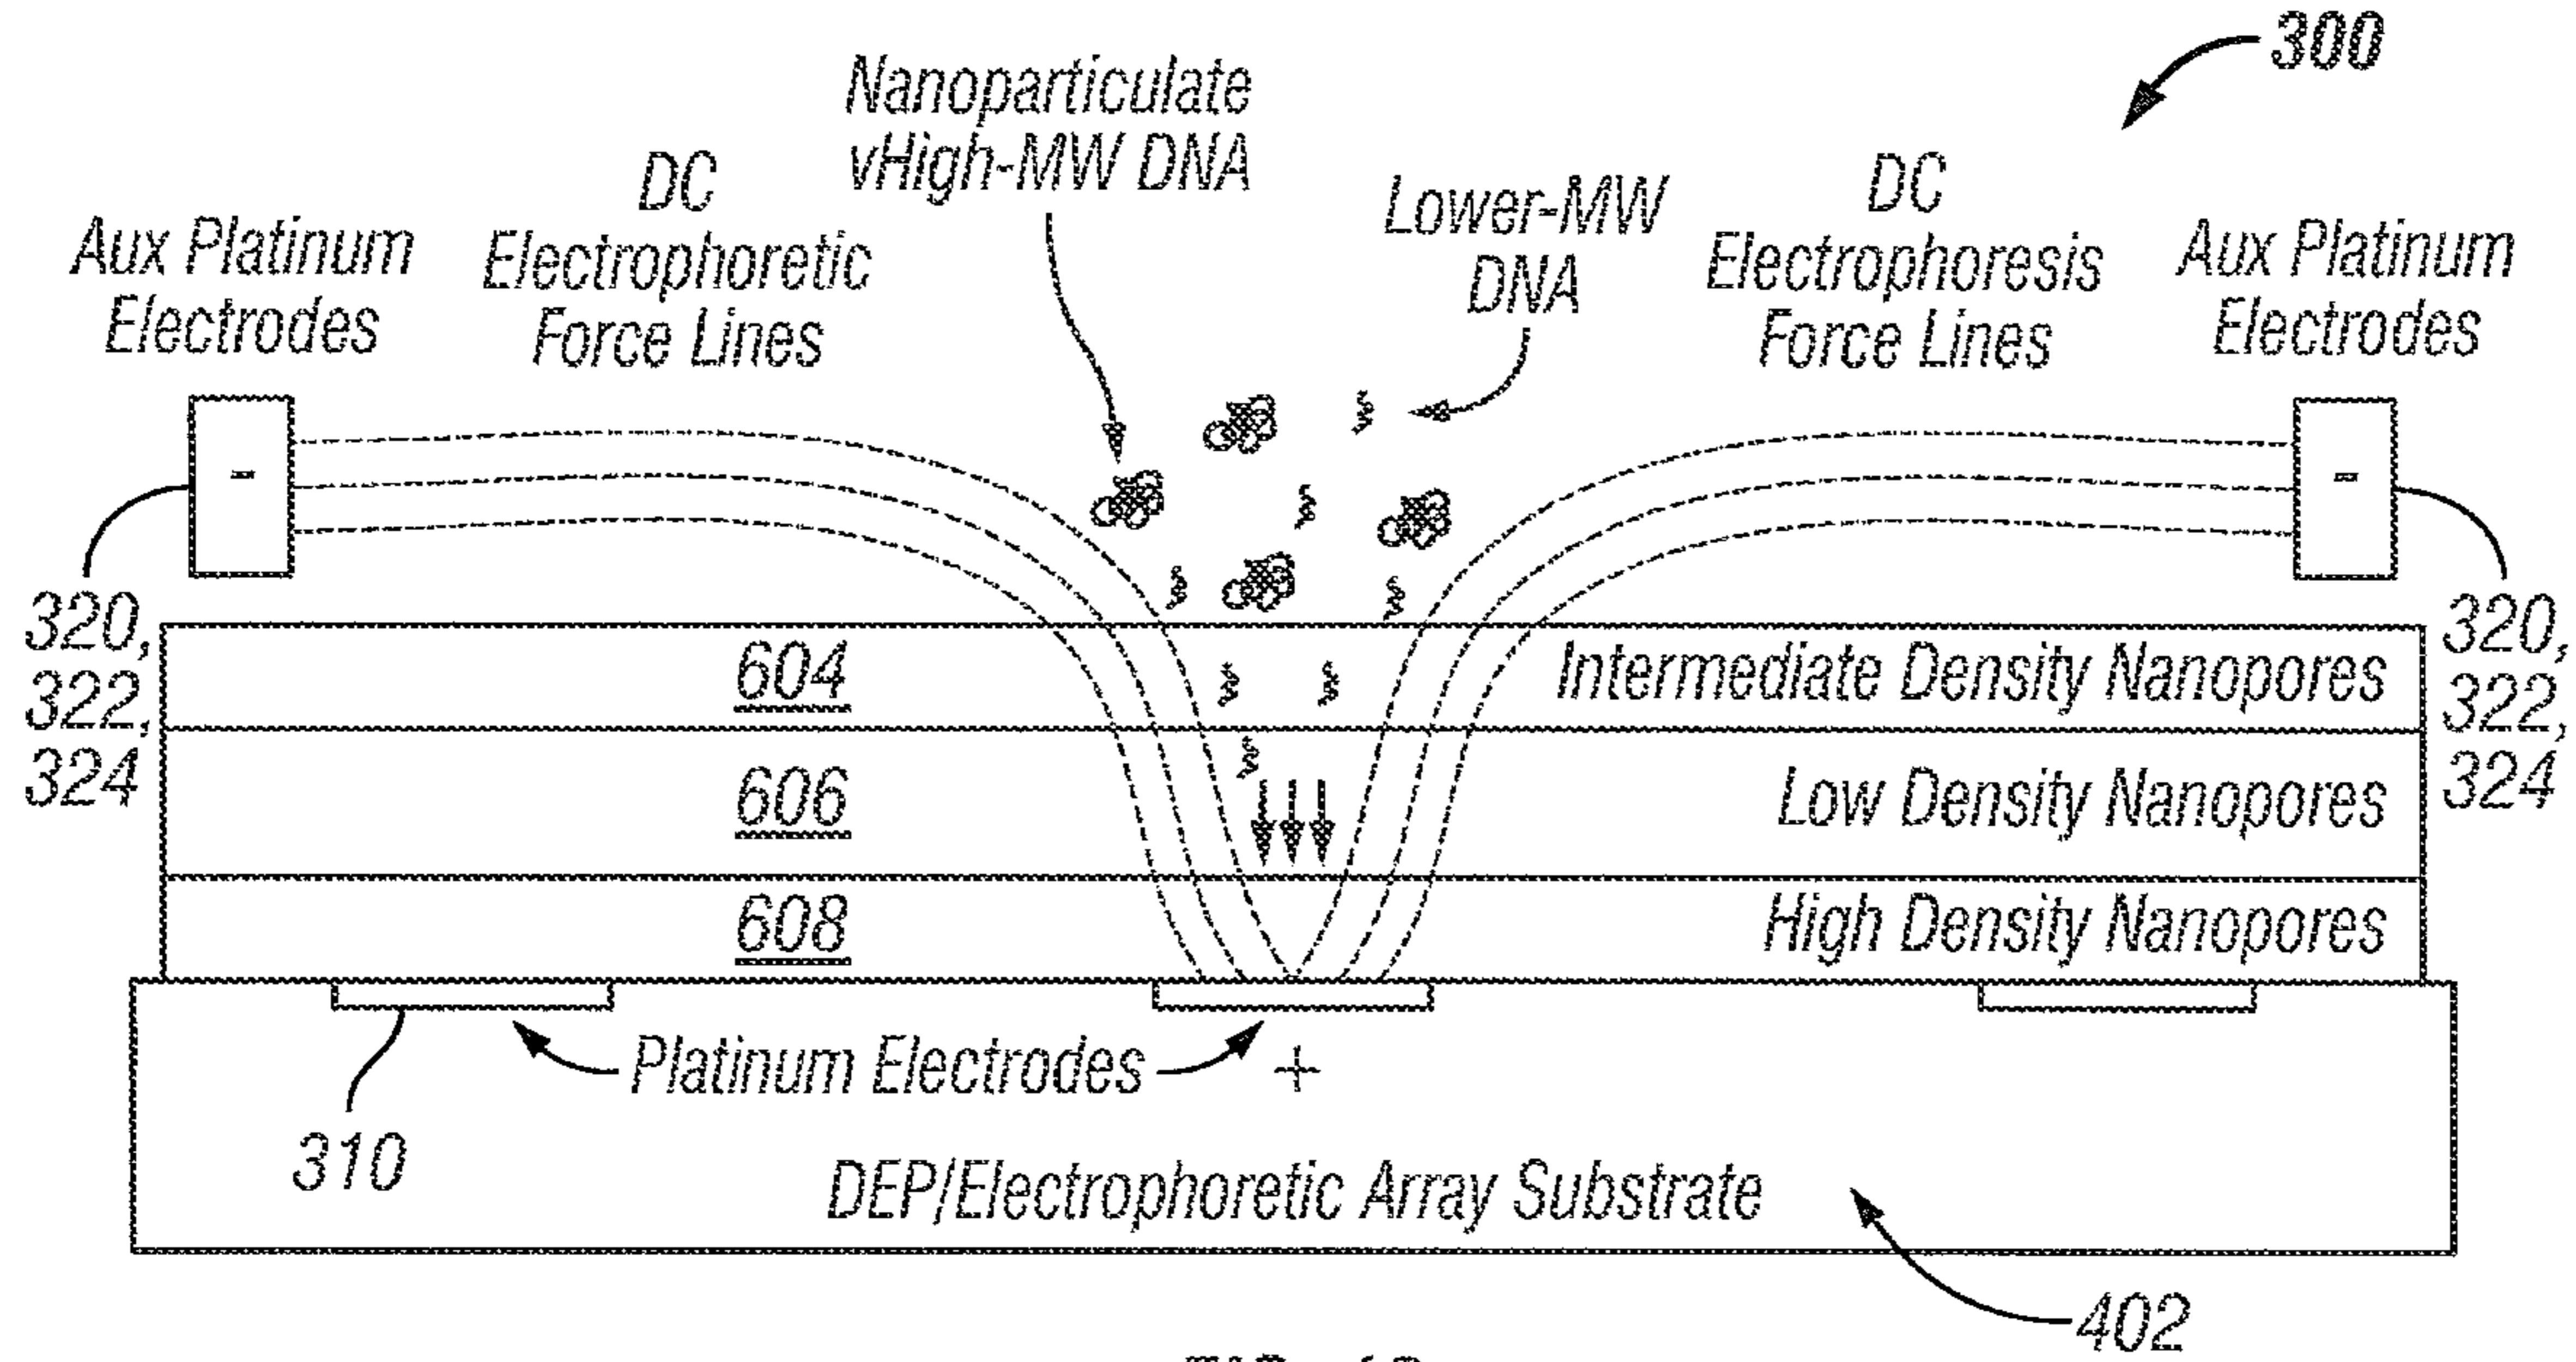 300
Nanoparticulate
vHigh-MW DNA
DC
Electrophoretic
Force Lines
Lower-MW
DNA
DC
Electrophoresis
Force Lines
Aux Platinum
Electrodes
Aux Platinum
Electrodes
-
-
320,
322,
324
320,
322,
324
604
Intermediate Density Nanopores
606
Low Density Nanopores
608
High Density Nanopores
Platinum Electrodes
+
310
DEP/Electrophoretic Array Substrate
402